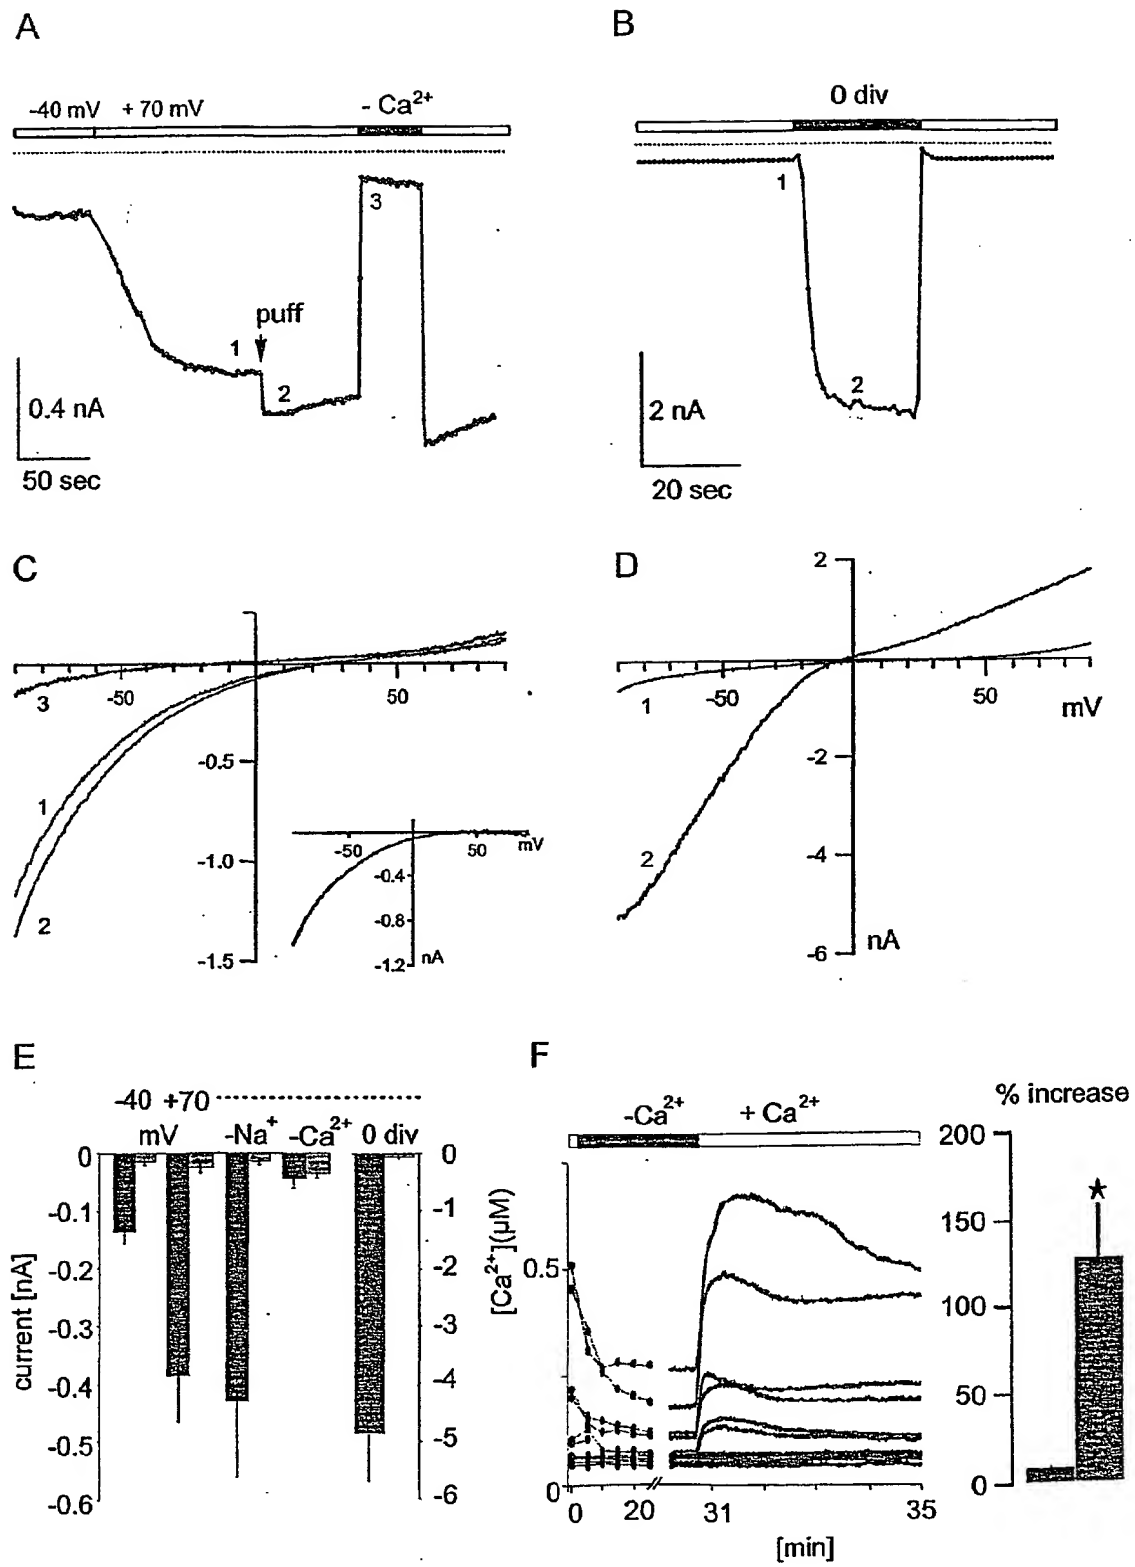 A
B
-40 mV + 70 mV - Ca²⁺
0 div
1
puff
2
3
0.4 nA
50 sec
1
2
2 nA
20 sec
C
3
-50
50
-0.5
1
-1.0
2
-1.5
-50
50
mV
-0.4
-0.8
-1.2
nA
D
2
1
-50
50
mV
-2
2
-4
-6
nA
E
-40 +70
mV -Na⁺ -Ca²⁺ 0 div
0
-0.1
-0.2
-0.3
-0.4
-0.5
-0.6
current [nA]
0
-1
-2
-3
-4
-5
-6
F
-Ca²⁺ + Ca²⁺
[Ca²⁺] (µM)
0.5
0
0 20 31 35
[min]
% increase
200
150
100
50
0
★